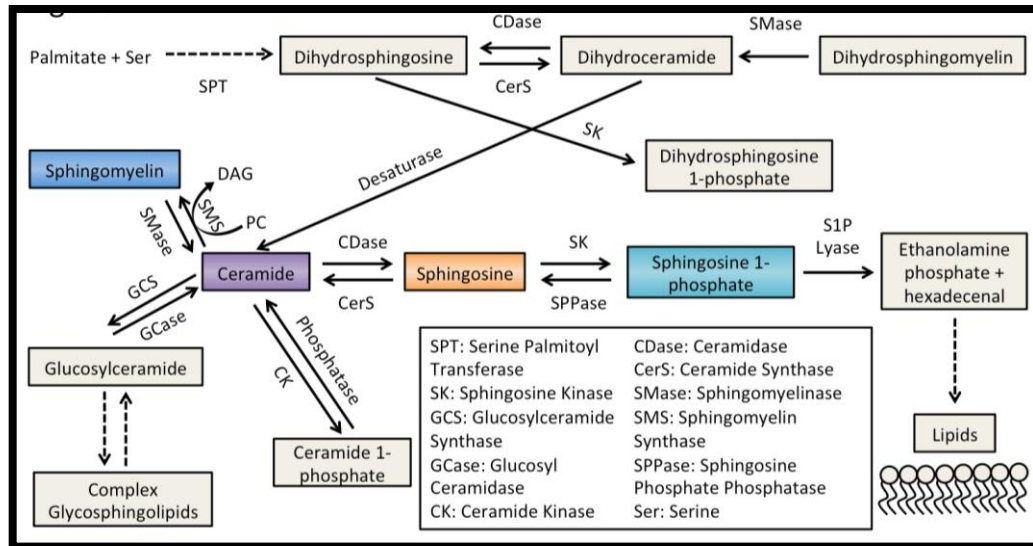 CDase
SMase
Palmitate + Ser
Dihydrosphingosine
Dihydroceramide
Dihydrosphingomyelin
SPT
CerS
SK
Desaturase
Dihydrosphingosine
1-phosphate
Sphingomyelin
DAG
SMase
SMS
PC
S1P
Lyase
CDase
SK
Ceramide
Sphingosine
Sphingosine 1-
phosphate
Ethanolamine
phosphate +
hexadecenal
CerS
SPPase
GCS
GCase
Phosphatase
CK
Glucosylceramide
Ceramide 1-
phosphate
Complex
Glycosphingolipids
SPT: Serine Palmitoyl
Transferase
SK: Sphingosine Kinase
GCS: Glucosylceramide
Synthase
GCase: Glucosyl
Ceramidase
CK: Ceramide Kinase
CDase: Ceramidase
CerS: Ceramide Synthase
SMase: Sphingomyelinase
SMS: Sphingomyelin
Synthase
SPPase: Sphingosine
Phosphate Phosphatase
Ser: Serine
Lipids